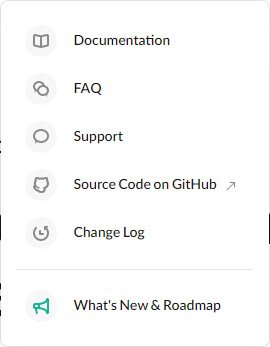 Documentation
FAQ
Support
Source Code on GitHub
Change Log
What's New & Roadmap